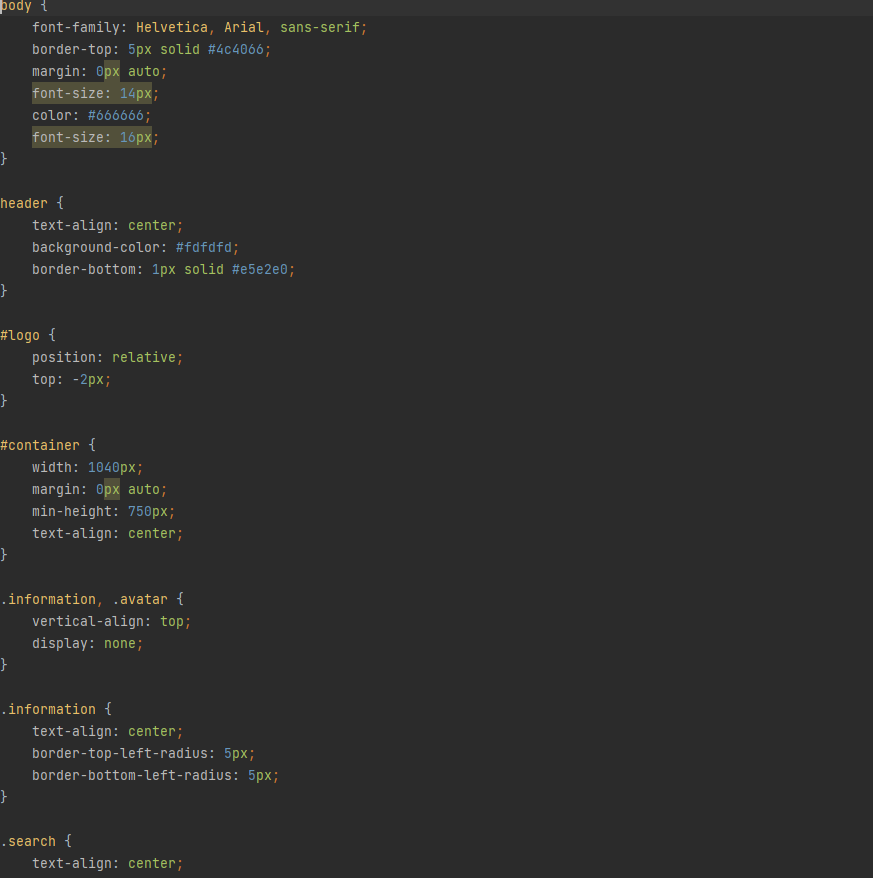 body {
    font-family: Helvetica, Arial, sans-serif;
    border-top: 5px solid #4c4066;
    margin: 0px auto;
    font-size: 14px;
    color: #666666;
    font-size: 16px;
}

header {
    text-align: center;
    background-color: #fdfdfd;
    border-bottom: 1px solid #e5e2e0;
}

#logo {
    position: relative;
    top: -2px;
}

#container {
    width: 1040px;
    margin: 0px auto;
    min-height: 750px;
    text-align: center;
}

.information, .avatar {
    vertical-align: top;
    display: none;
}

.information {
    text-align: center;
    border-top-left-radius: 5px;
    border-bottom-left-radius: 5px;
}

.search {
    text-align: center;